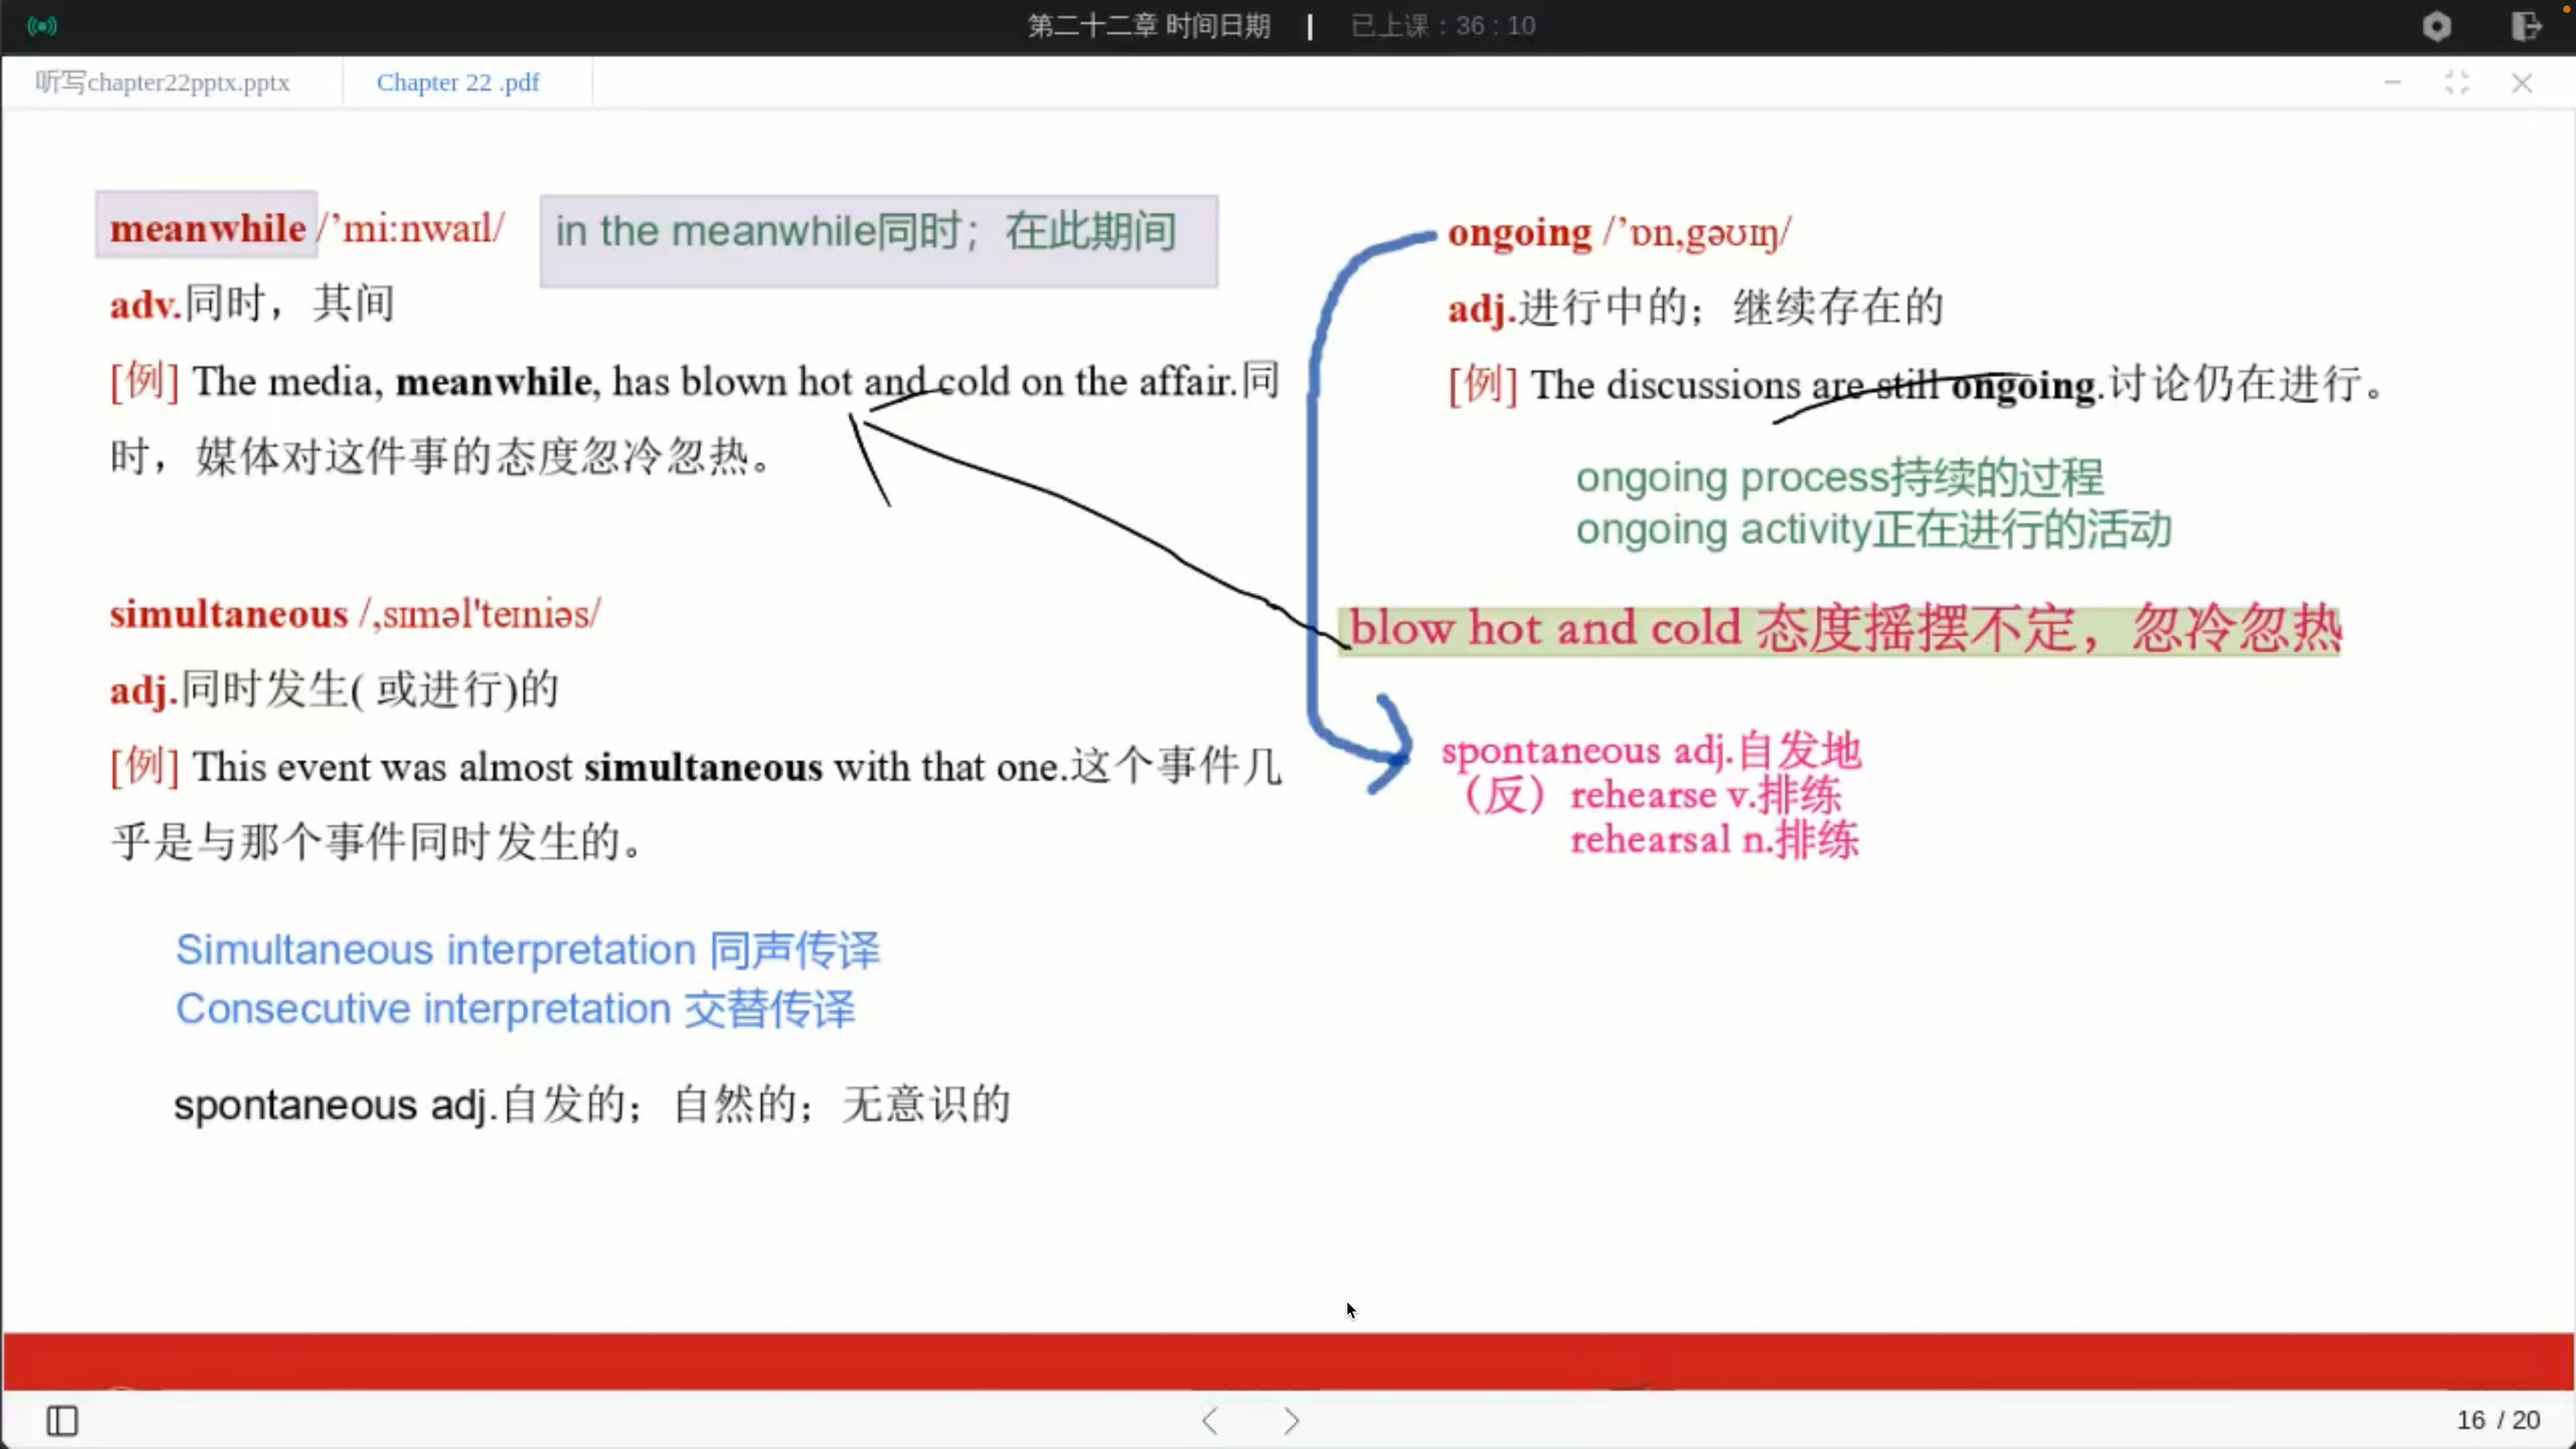 第二十二章 时间日期 | 已上课：36 : 10
听写chapter22pptx.pptx
Chapter 22 .pdf
meanwhile /’mi:nwaɪl/
in the meanwhile同时；在此期间
adv.同时，其间
[例] The media, meanwhile, has blown hot and cold on the affair.同
时，媒体对这件事的态度忽冷忽热。
simultaneous /,sɪməl'teɪniəs/
adj.同时发生( 或进行)的
[例] This event was almost simultaneous with that one.这个事件几
乎是与那个事件同时发生的。
Simultaneous interpretation 同声传译
Consecutive interpretation 交替传译
spontaneous adj.自发的；自然的；无意识的
ongoing /’ɒn,gəʊɪŋ/
adj.进行中的；继续存在的
[例] The discussions are still ongoing.讨论仍在进行。
ongoing process持续的过程
ongoing activity正在进行的活动
blow hot and cold 态度摇摆不定，忽冷忽热
spontaneous adj.自发地
（反）rehearse v.排练
rehearsal n.排练
16 / 20